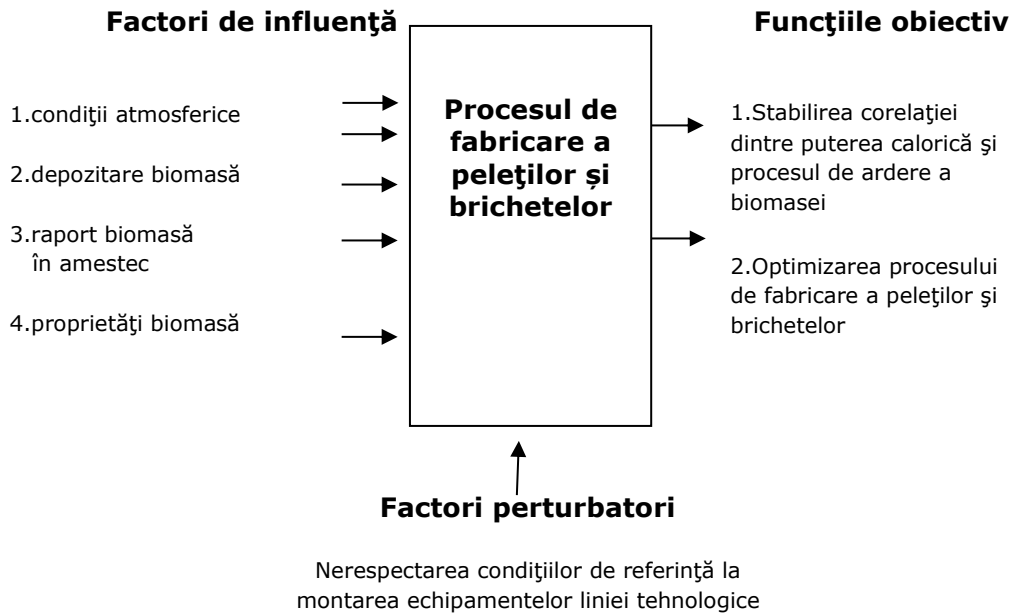 Factori de influenţă
1.condiţii atmosferice
2.depozitare biomasă
3.raport biomasă
în amestec
4.proprietăţi biomasă
Procesul de
fabricare a
peleţilor și
brichetelor
Funcţiile obiectiv
1.Stabilirea corelaţiei
dintre puterea calorică şi
procesul de ardere a
biomasei
2.Optimizarea procesului
de fabricare a peleţilor şi
brichetelor
Factori perturbatori
Nerespectarea condiţiilor de referinţă la
montarea echipamentelor liniei tehnologice